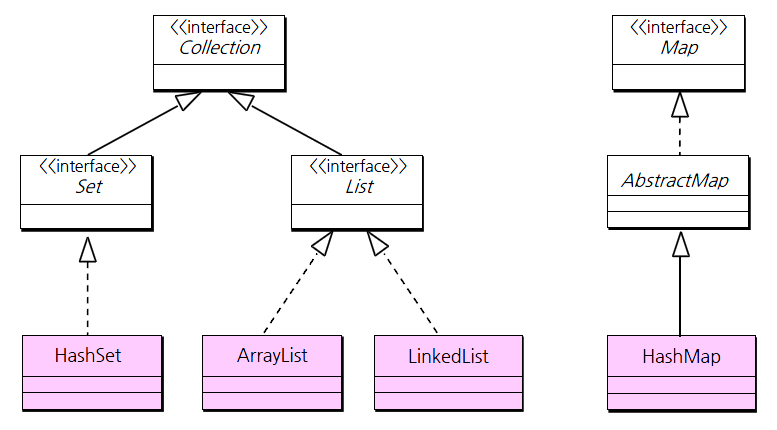 《interface》
Collection
《interface》
Map
《interface》
Set
《interface》
List
AbstractMap
HashSet
ArrayList
LinkedList
HashMap